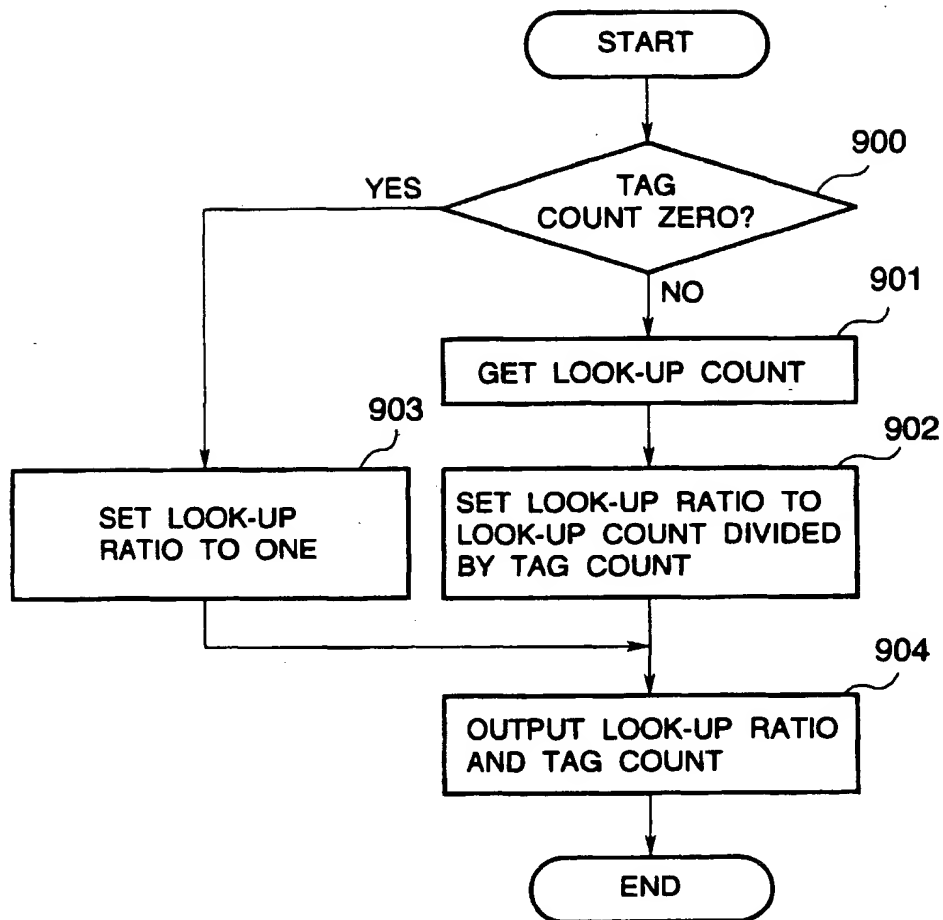 START
900
TAG
COUNT ZERO?
YES
NO
901
GET LOOK-UP COUNT
903
902
SET LOOK-UP
RATIO TO ONE
SET LOOK-UP RATIO TO
LOOK-UP COUNT DIVIDED
BY TAG COUNT
904
OUTPUT LOOK-UP RATIO
AND TAG COUNT
END